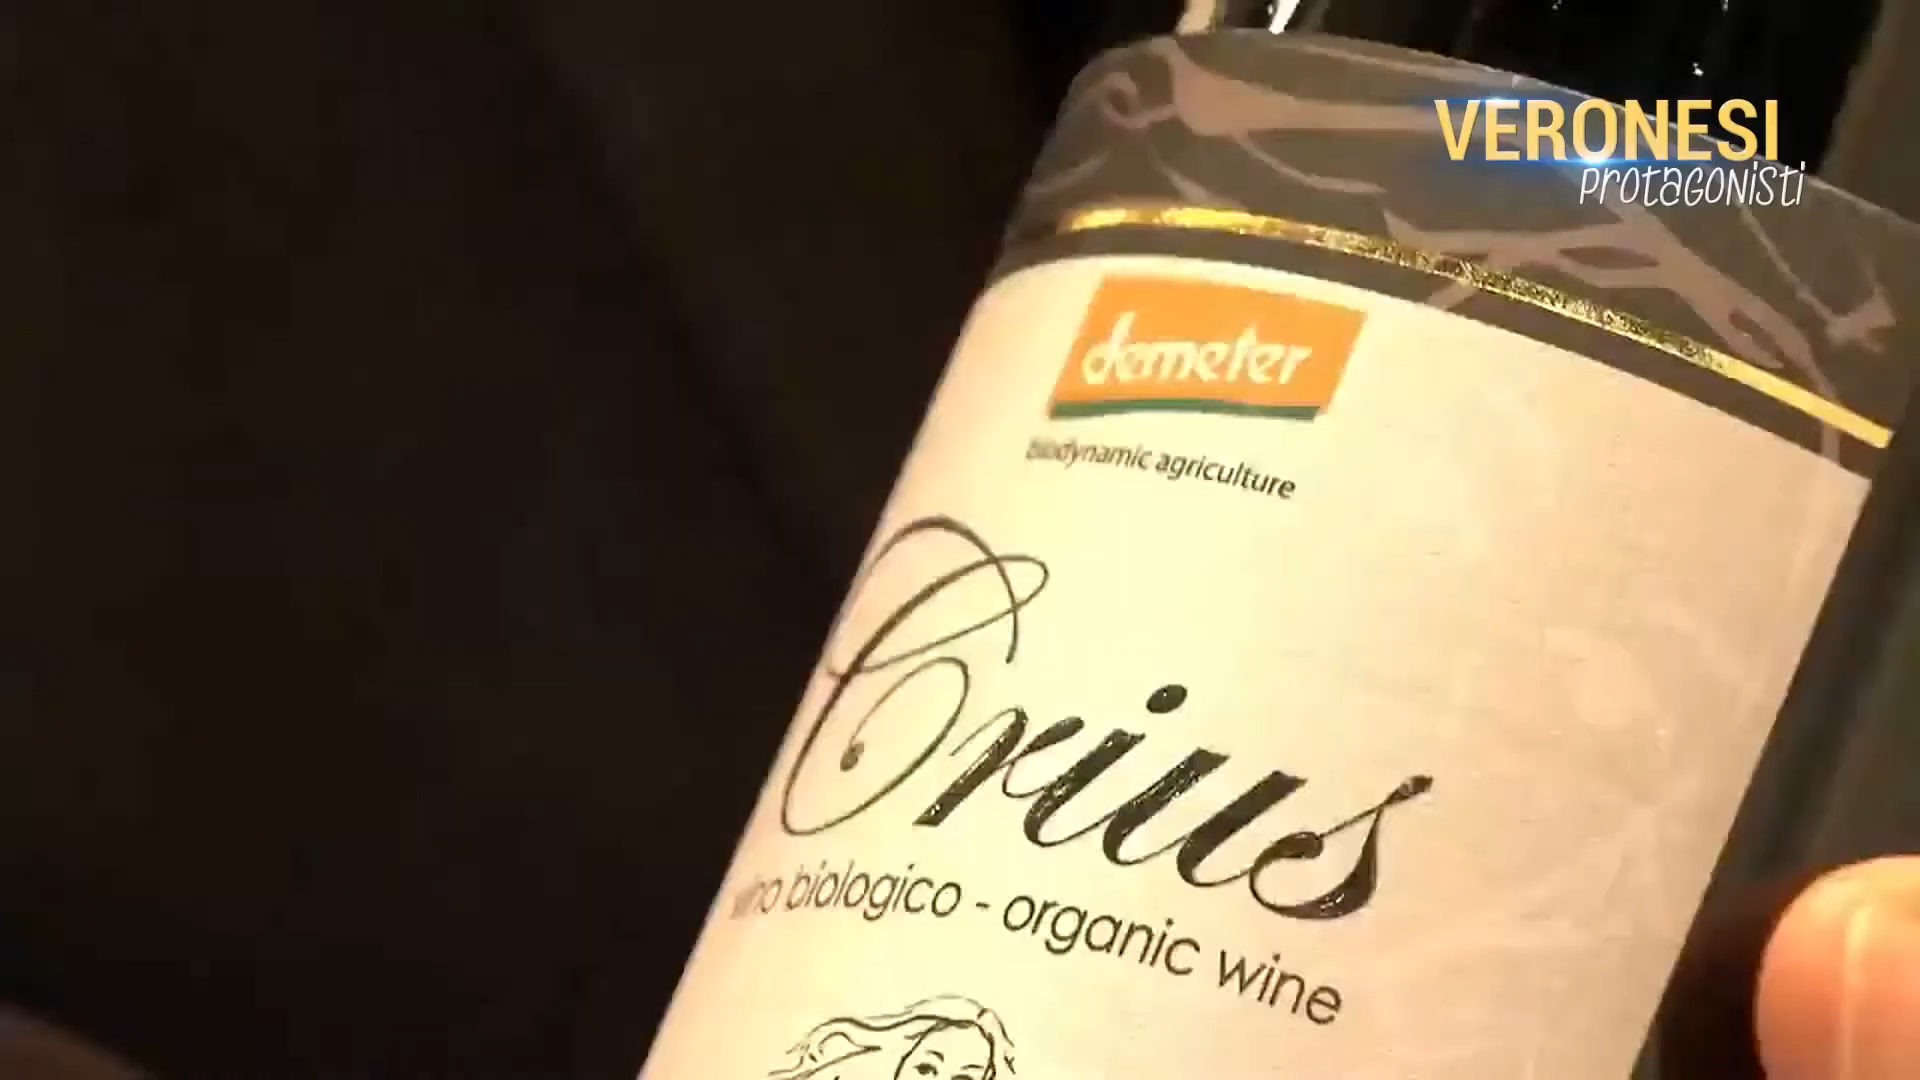 VERONESI
protagonisti
demeter
biodynamic agriculture
Crius
vino biologico - organic wine